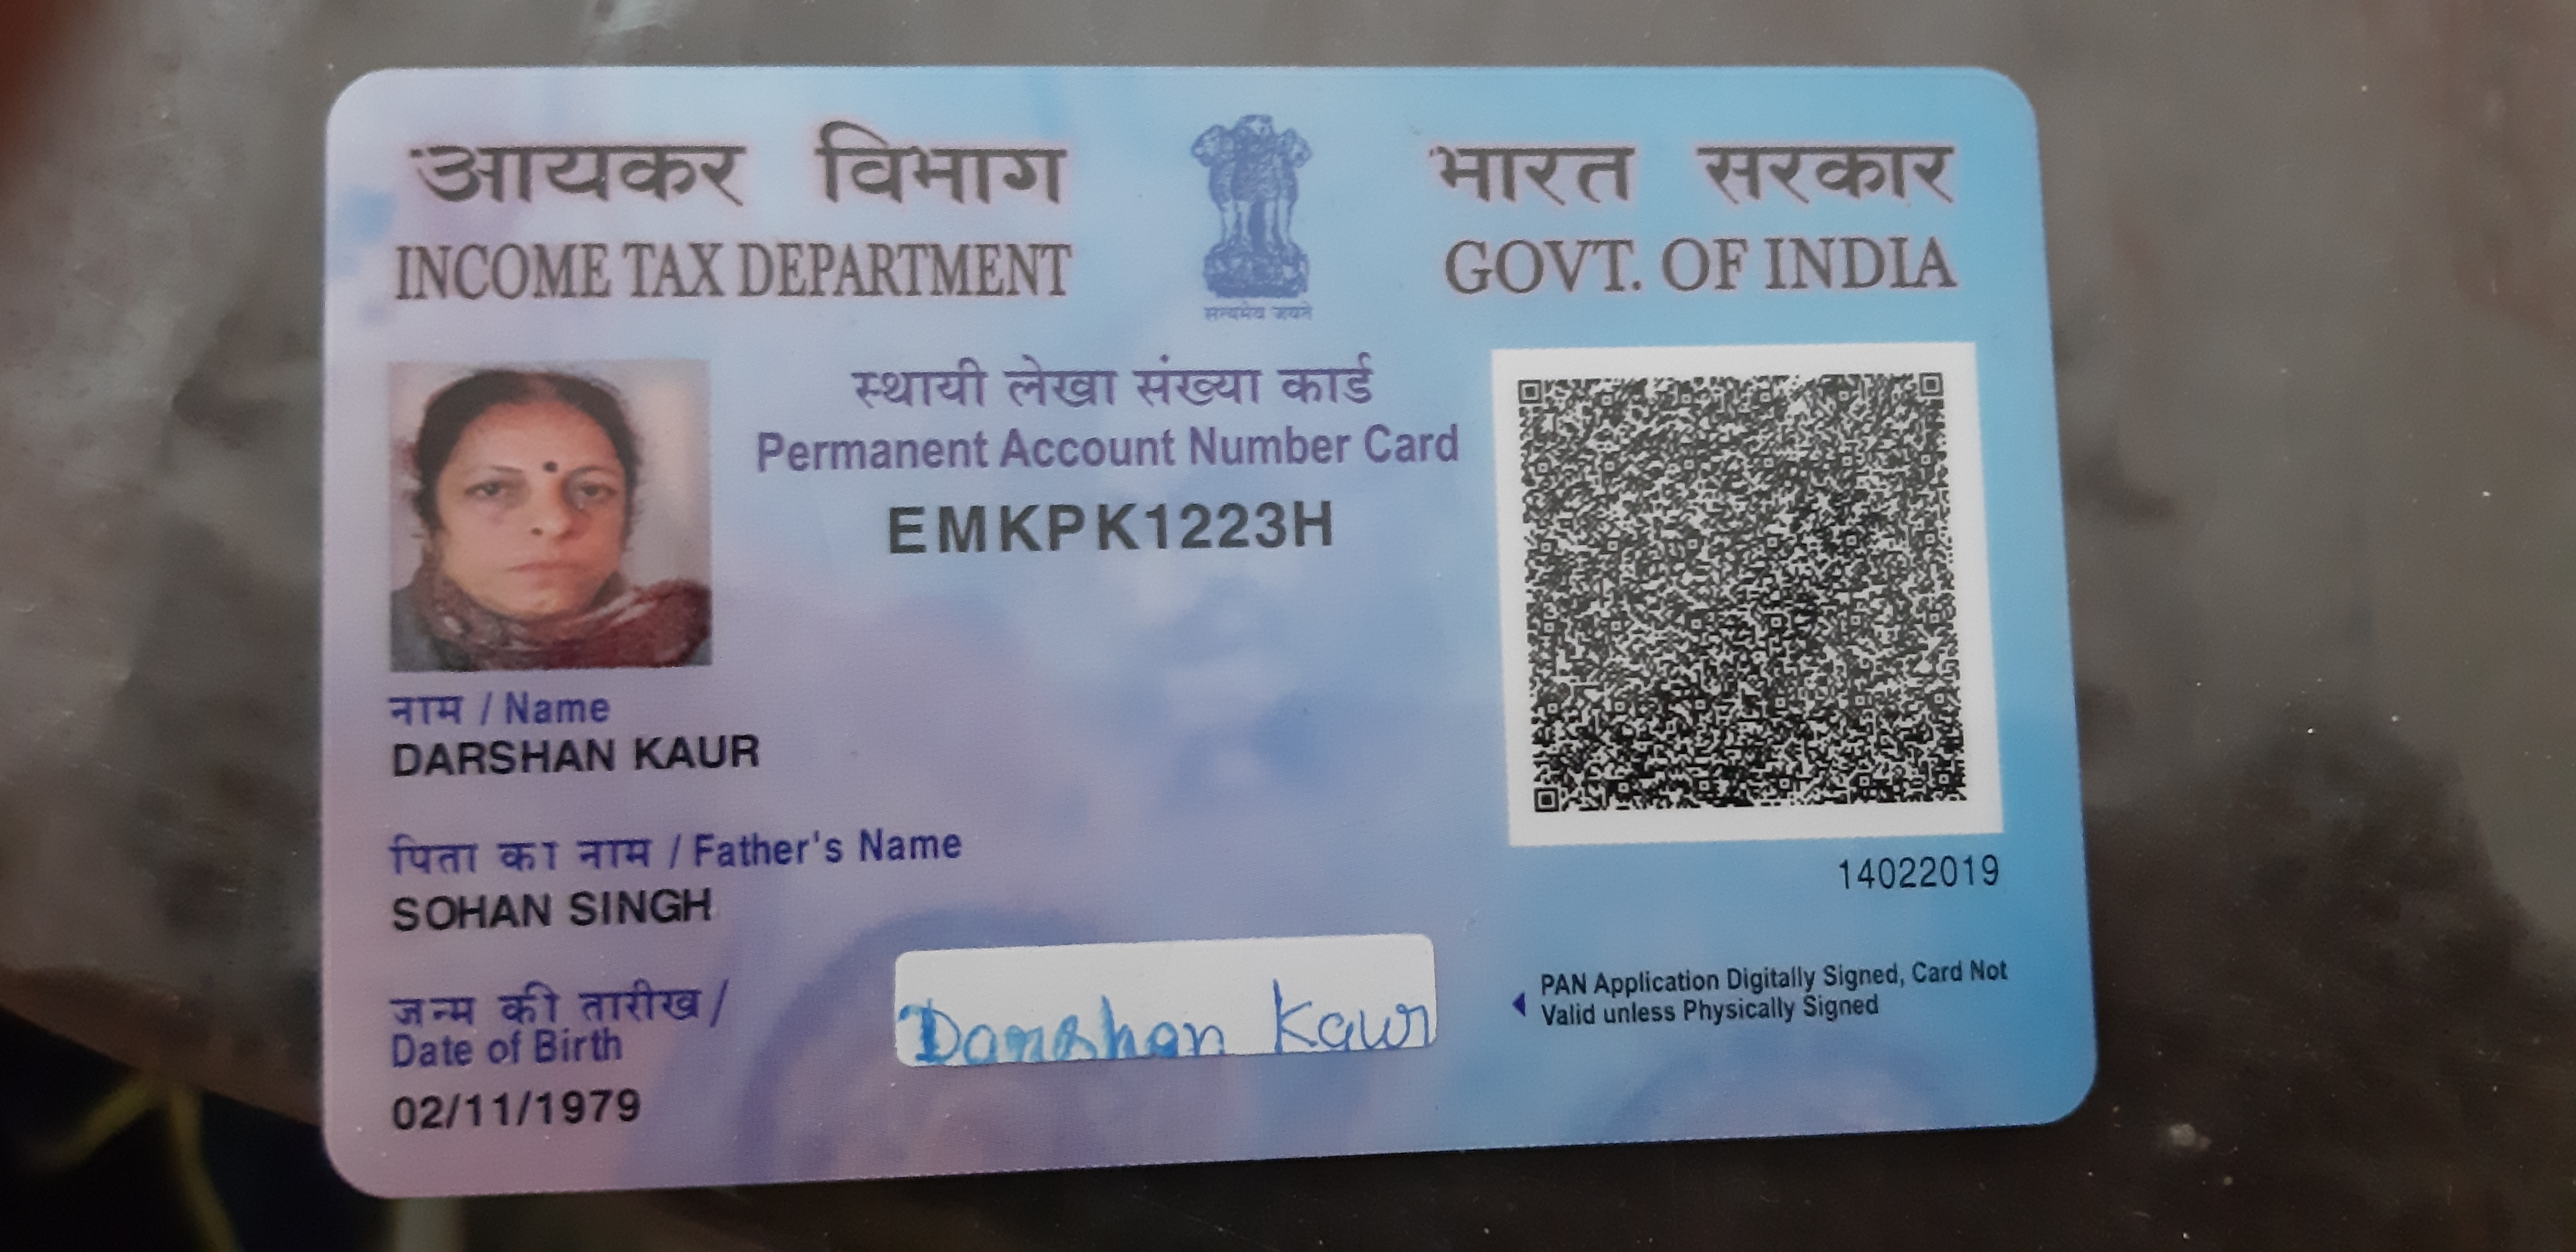 आयकर विभाग
INCOME TAX DEPARTMENT
सत्यमेव जयते
भारत सरकार
GOVT. OF INDIA
स्थायी लेखा संख्या कार्ड
Permanent Account Number Card
EMKPK1223H
नाम / Name
DARSHAN KAUR
पिता का नाम / Father's Name
SOHAN SINGH
जन्म की तारीख /
Date of Birth
02/11/1979
Darshan Kaur
14022019
PAN Application Digitally Signed, Card Not
Valid unless Physically Signed